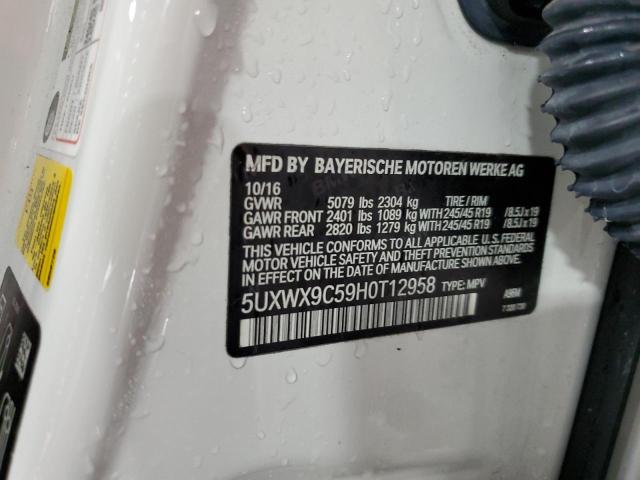 MFD BY BAYERISCHE MOTOREN WERKE AG
10/16
GVWR 5079 lbs 2304 kg TIRE / RIM
GAWR FRONT 2401 lbs 1089 kg WITH 245/45 R19 / 8.5J x 19
GAWR REAR 2820 lbs 1279 kg WITH 245/45 R19 / 8.5J x 19
THIS VEHICLE CONFORMS TO ALL APPLICABLE U.S. FEDERAL
MOTOR VEHICLE SAFETY AND THEFT PREVENTION STANDARDS
IN EFFECT ON THE DATE OF MANUFACTURE.
5UXWX9C59H0T12958 TYPE: MPV